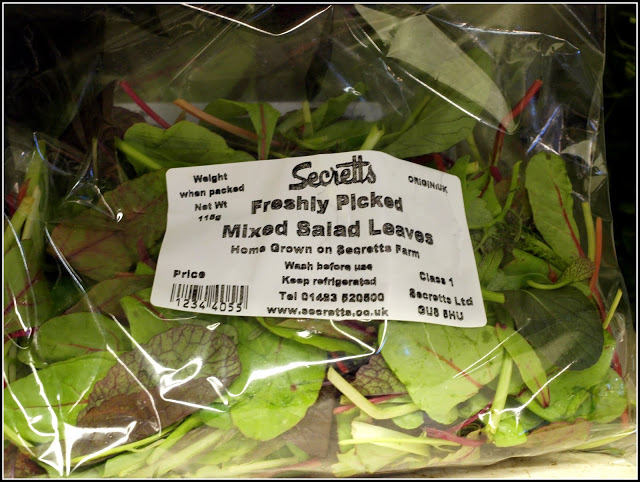 Secretts
Weight
when packed
Net Wt
115g
ORIGIN:UK
Freshly Picked
Mixed Salad Leaves
Home Grown on Secretts Farm
Wash before use
Keep refrigerated
Tel 01483 520500
www.secretts.co.uk
Price
1234 4055
Class 1
Secretts Ltd
GU8 5HU